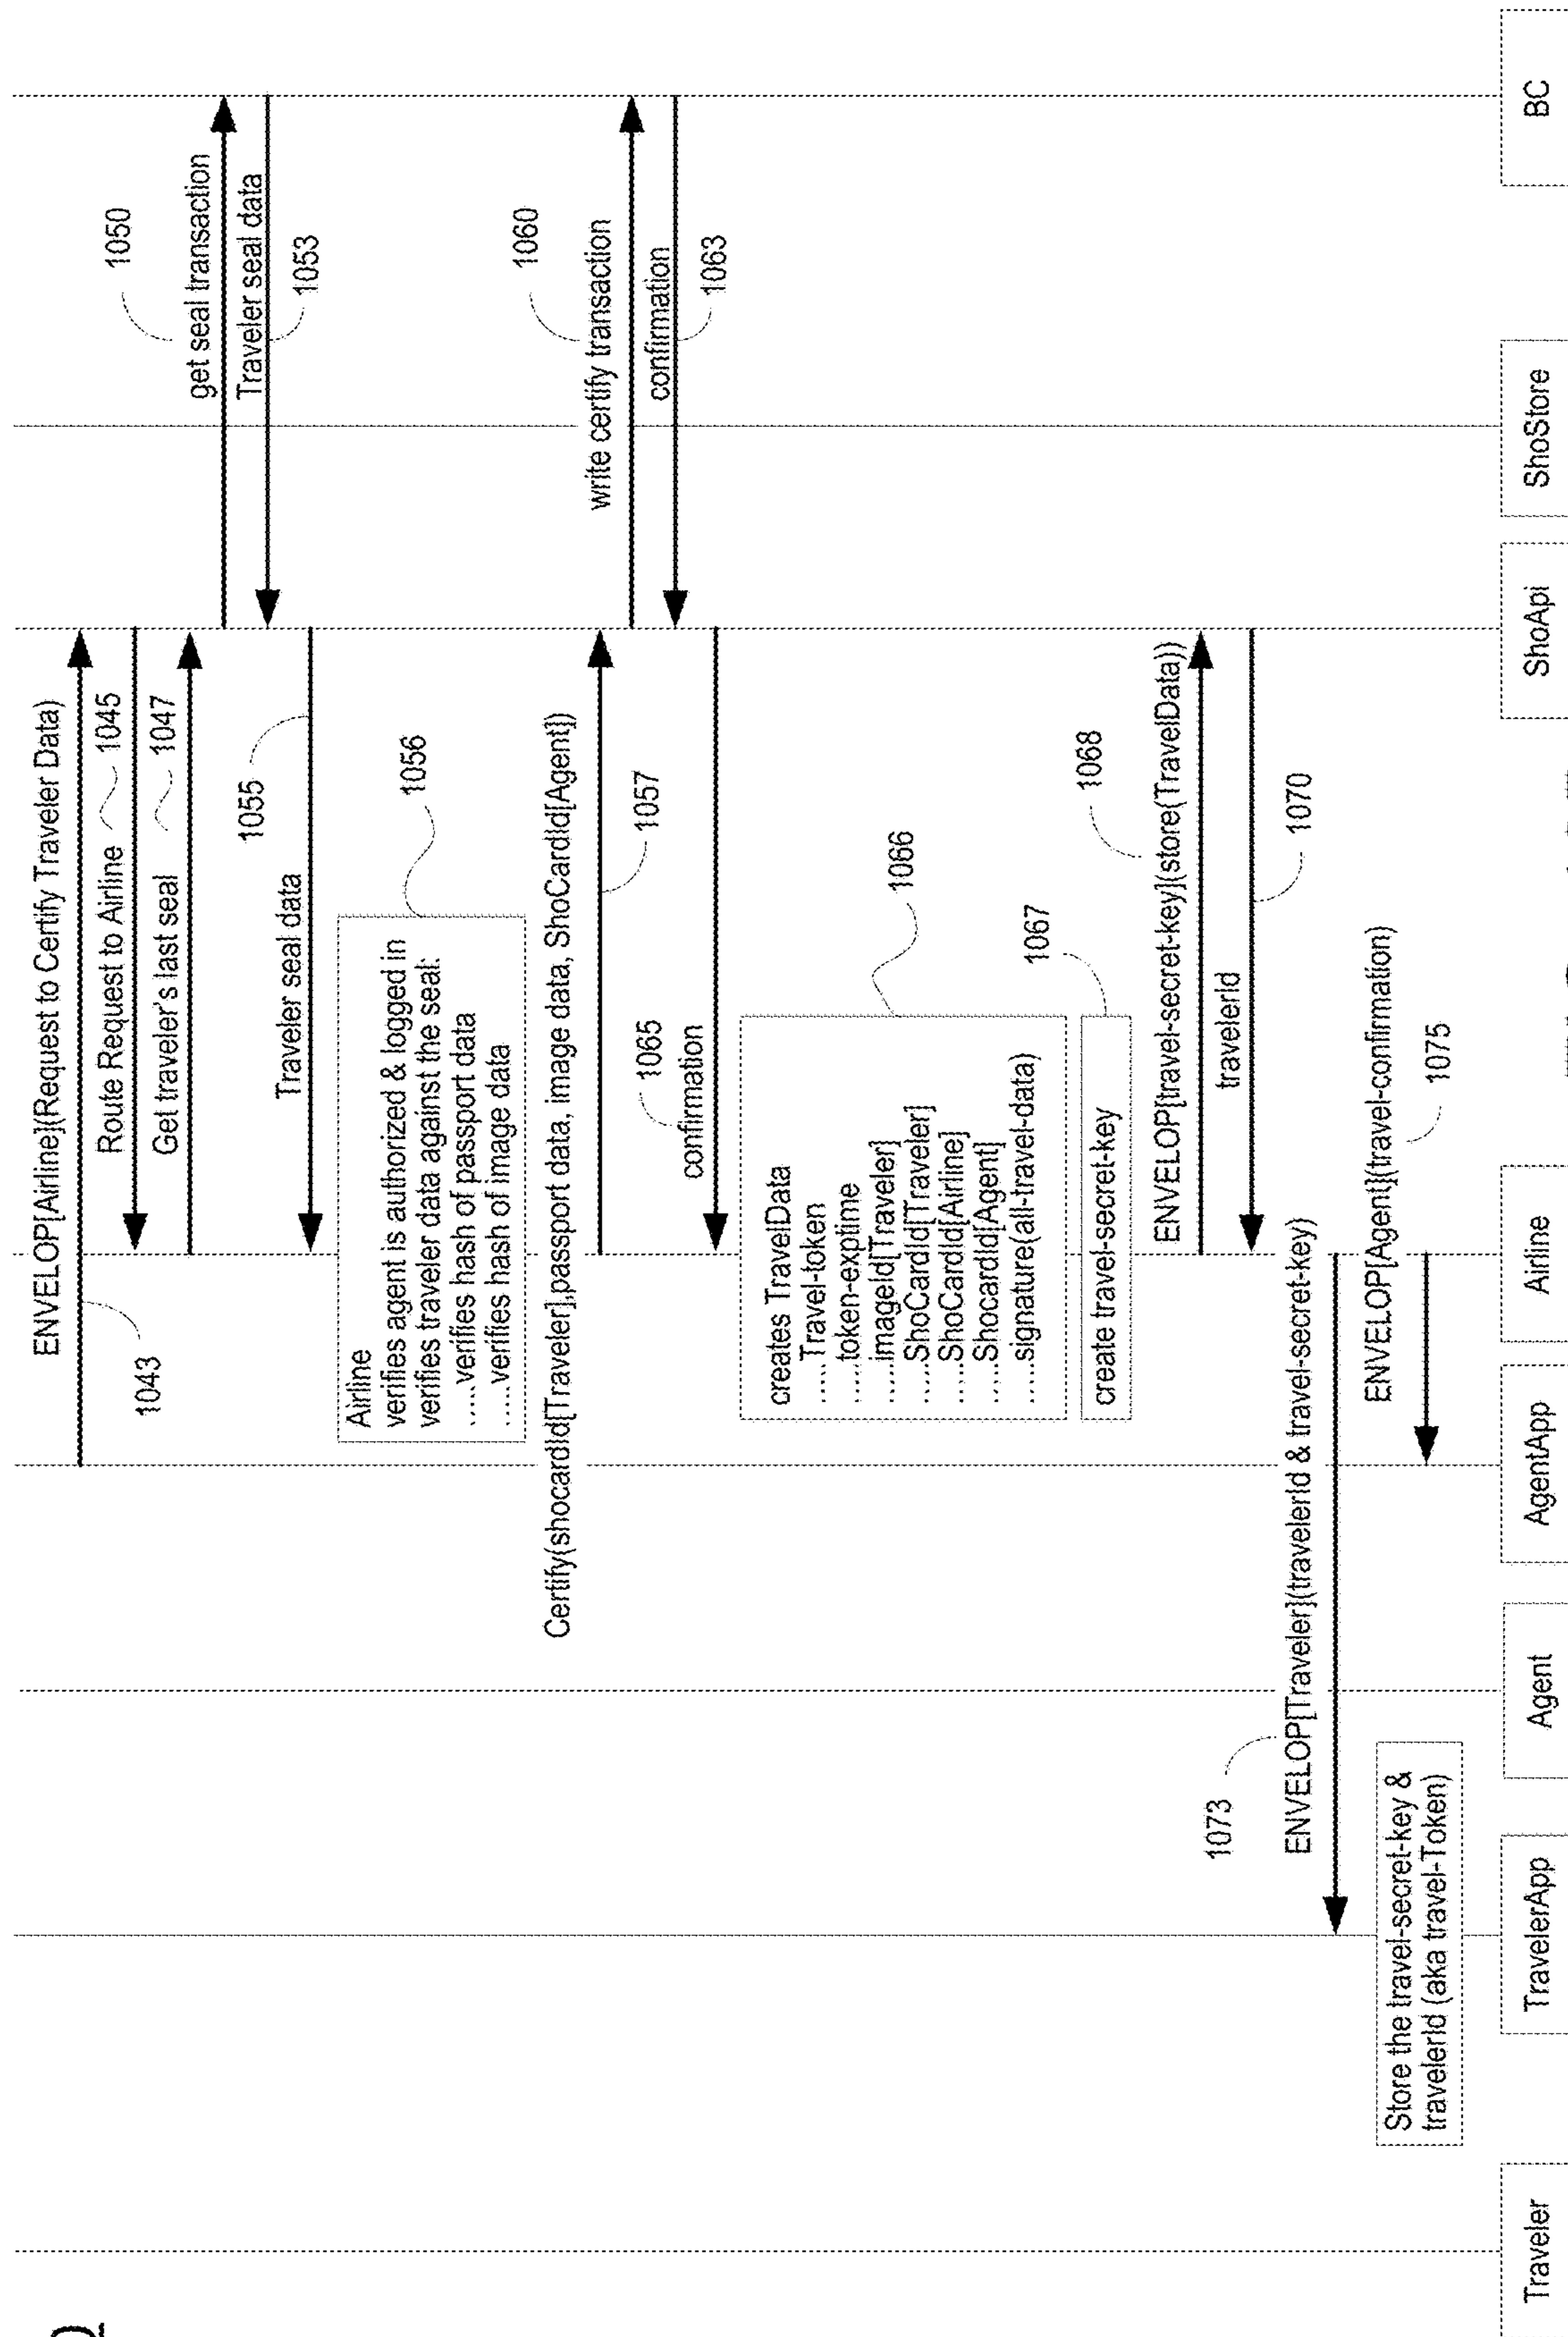 ENVELOP[Airline](Request to Certify Traveler Data)
1043
Route Request to Airline
1045
Get traveler's last seal
1047
1050
get seal transaction
Traveler seal data
1053
1055
Traveler seal data
Airline
verifies agent is authorized & logged in
verifies traveler data against the seal:
.....verifies hash of passport data
.....verifies hash of image data
1056
Certify(shocardId[Traveler],passport data, image data, ShoCardId[Agent])
1057
1060
write certify transaction
confirmation
1063
1065
confirmation
creates TravelData
.....Travel-token
.....token-exptime
.....imageId[Traveler]
.....ShoCardId[Traveler]
.....ShoCardId[Airline]
.....ShocardId[Agent]
.....signature(all-travel-data)
1066
create travel-secret-key
1067
1068
ENVELOP[travel-secret-key](store(TravelData))
travelerId
1070
1073
ENVELOP[Traveler](travelerId & travel-secret-key)
ENVELOP[Agent](travel-confirmation)
1075
Store the travel-secret-key &
travelerId (aka travel-Token)
Traveler
TravelerApp
Agent
AgentApp
Airline
ShoApi
ShoStore
BC